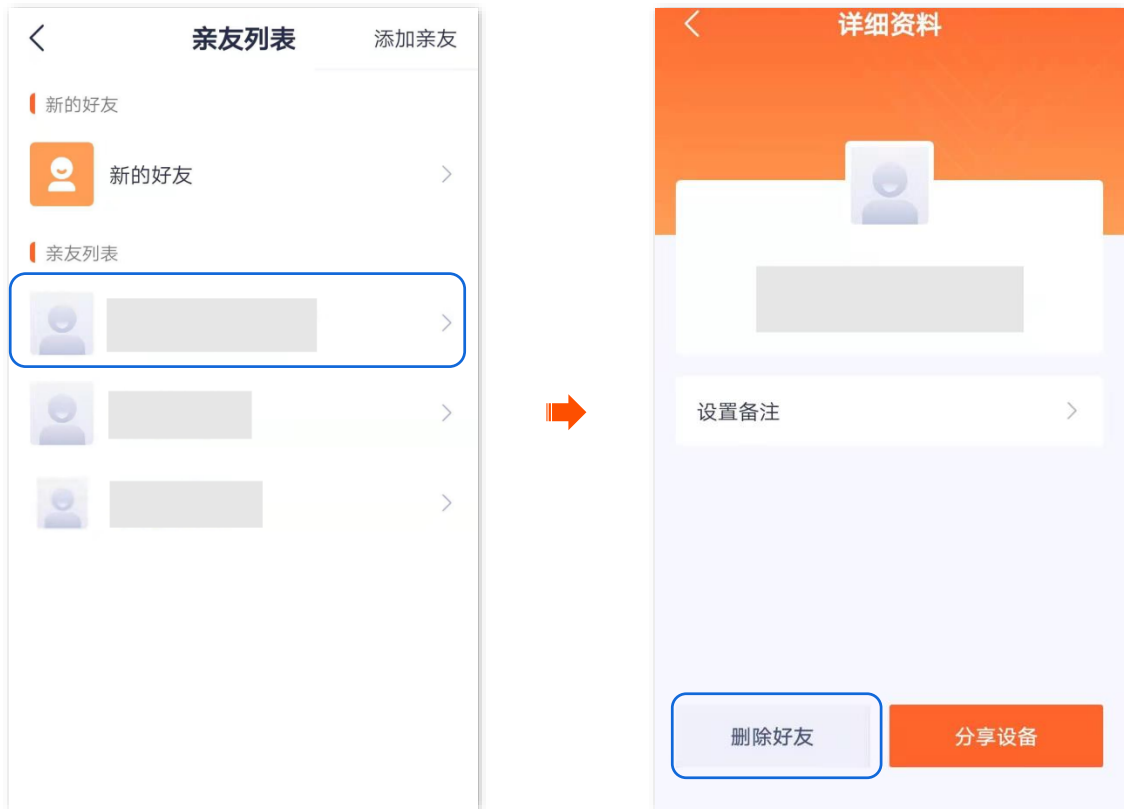 亲友列表
添加亲友
新的好友
新的好友
亲友列表
详细资料
设置备注
删除好友
分享设备